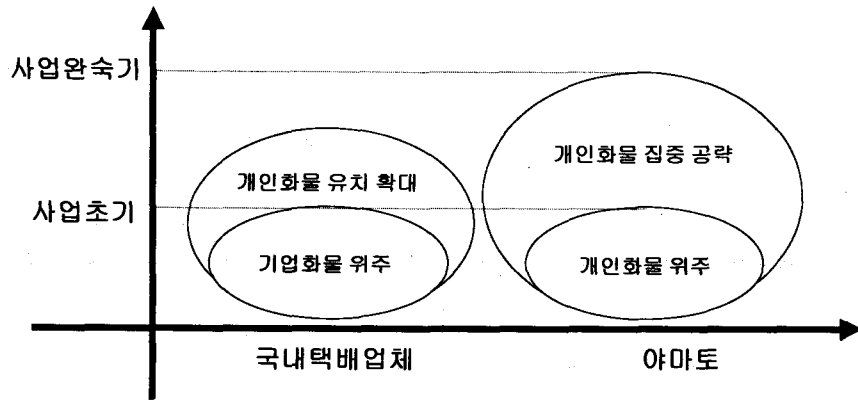 사업완숙기
개인화물 집중 공략
개인화물 유치 확대
사업초기
기업화물 위주
개인화물 위주
국내택배업체
야마토